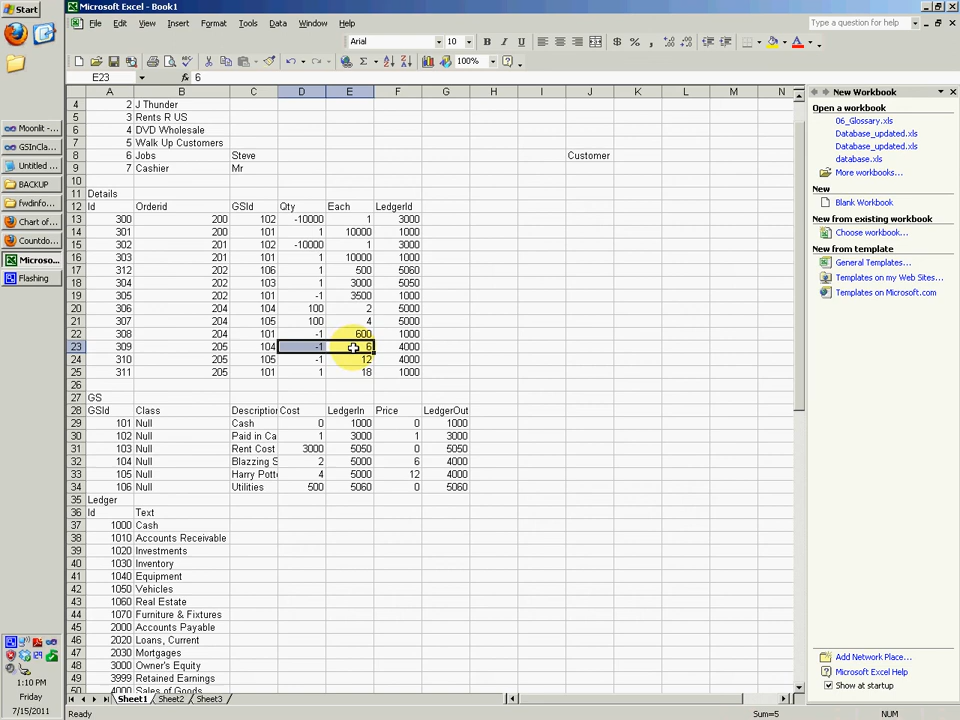 Start
Microsoft Excel - Book1
File Edit View Insert Format Tools Data Window Help
Type a question for help
Arial 10 B I U $ % ,
Σ 100%
E23 fx 6
A B C D E F G H I J K L M N
4 2 J Thunder
5 3 Rents R US
6 4 DVD Wholesale
7 5 Walk Up Customers
8 6 Jobs Steve Customer
9 7 Cashier Mr
10
11 Details
12 Id Orderid GSId Qty Each LedgerId
13 300 200 102 -10000 1 3000
14 301 200 101 1 10000 1000
15 302 201 102 -10000 1 3000
16 303 201 101 1 10000 1000
17 312 202 106 1 500 5060
18 304 202 103 1 3000 5050
19 305 202 101 -1 3500 1000
20 306 204 104 100 2 5000
21 307 204 105 100 4 5000
22 308 204 101 -1 600 1000
23 309 205 104 -1 6 4000
24 310 205 105 -1 12 4000
25 311 205 101 1 18 1000
26
27 GS
28 GSId Class Description Cost LedgerIn Price LedgerOut
29 101 Null Cash 0 1000 0 1000
30 102 Null Paid in Ca 1 3000 1 3000
31 103 Null Rent Cost 3000 5050 0 5050
32 104 Null Blazzing S 2 5000 6 4000
33 105 Null Harry Pott 4 5000 12 4000
34 106 Null Utilities 500 5060 0 5060
35 Ledger
36 Id Text
37 1000 Cash
38 1010 Accounts Receivable
39 1020 Investments
40 1030 Inventory
41 1040 Equipment
42 1050 Vehicles
43 1060 Real Estate
44 1070 Furniture & Fixtures
45 2000 Accounts Payable
46 2020 Loans, Current
47 2030 Mortgages
48 3000 Owner's Equity
49 3999 Retained Earnings
50 4000 Sales of Goods
Sheet1 Sheet2 Sheet3
Ready Sum=5 NUM
New Workbook
Open a workbook
06_Glossary.xls
Database_updated.xls
Database_updated.xls
database.xls
More workbooks...
New
Blank Workbook
New from existing workbook
Choose workbook...
New from template
General Templates...
Templates on my Web Sites...
Templates on Microsoft.com
Add Network Place...
Microsoft Excel Help
Show at startup
Moonlit -...
GSInCla...
Untitled ...
BACKUP
fwdinfo...
Chart of...
Countdo...
Microso...
Flashing
1:10 PM
Friday
7/15/2011